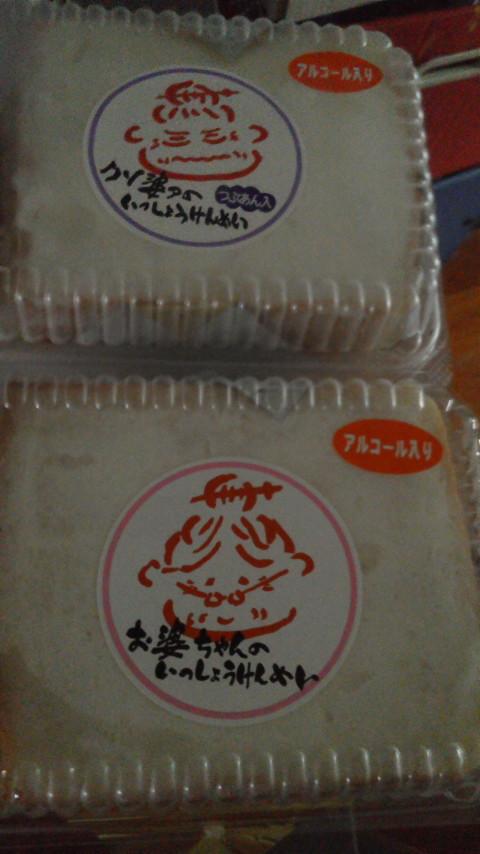 アルコール入り
クソ婆ァの
つぶあん入
いっしょうけんめい
アルコール入り
お婆ちゃんの
いっしょうけんめい